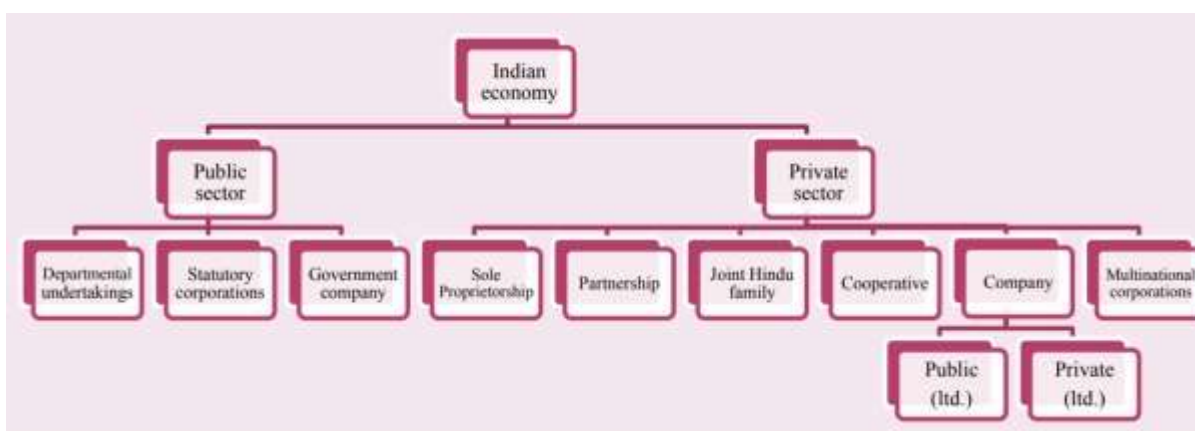 Indian
economy
Public
sector
Private
sector
Departmental
undertakings
Statutory
corporations
Government
company
Sole
Proprietorship
Partnership
Joint Hindu
family
Cooperative
Company
Multinational
corporations
Public
(ltd.)
Private
(ltd.)